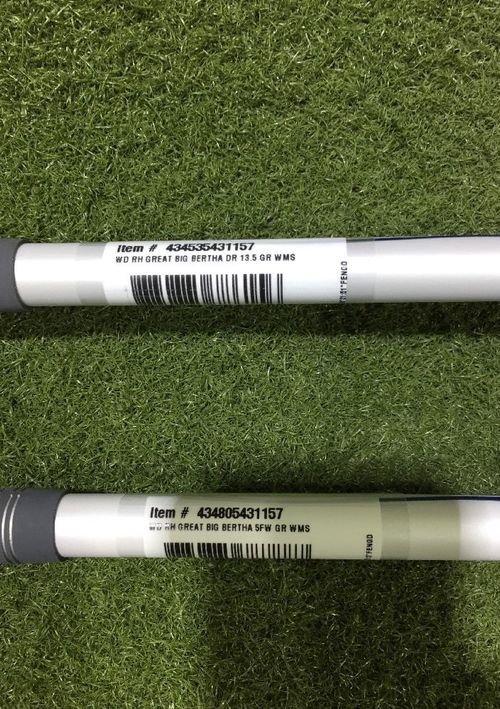 Item # 434535431157
WD RH GREAT BIG BERTHA DR 13.5 GR WMS
Item # 434805431157
WD RH GREAT BIG BERTHA 5FW GR WMS